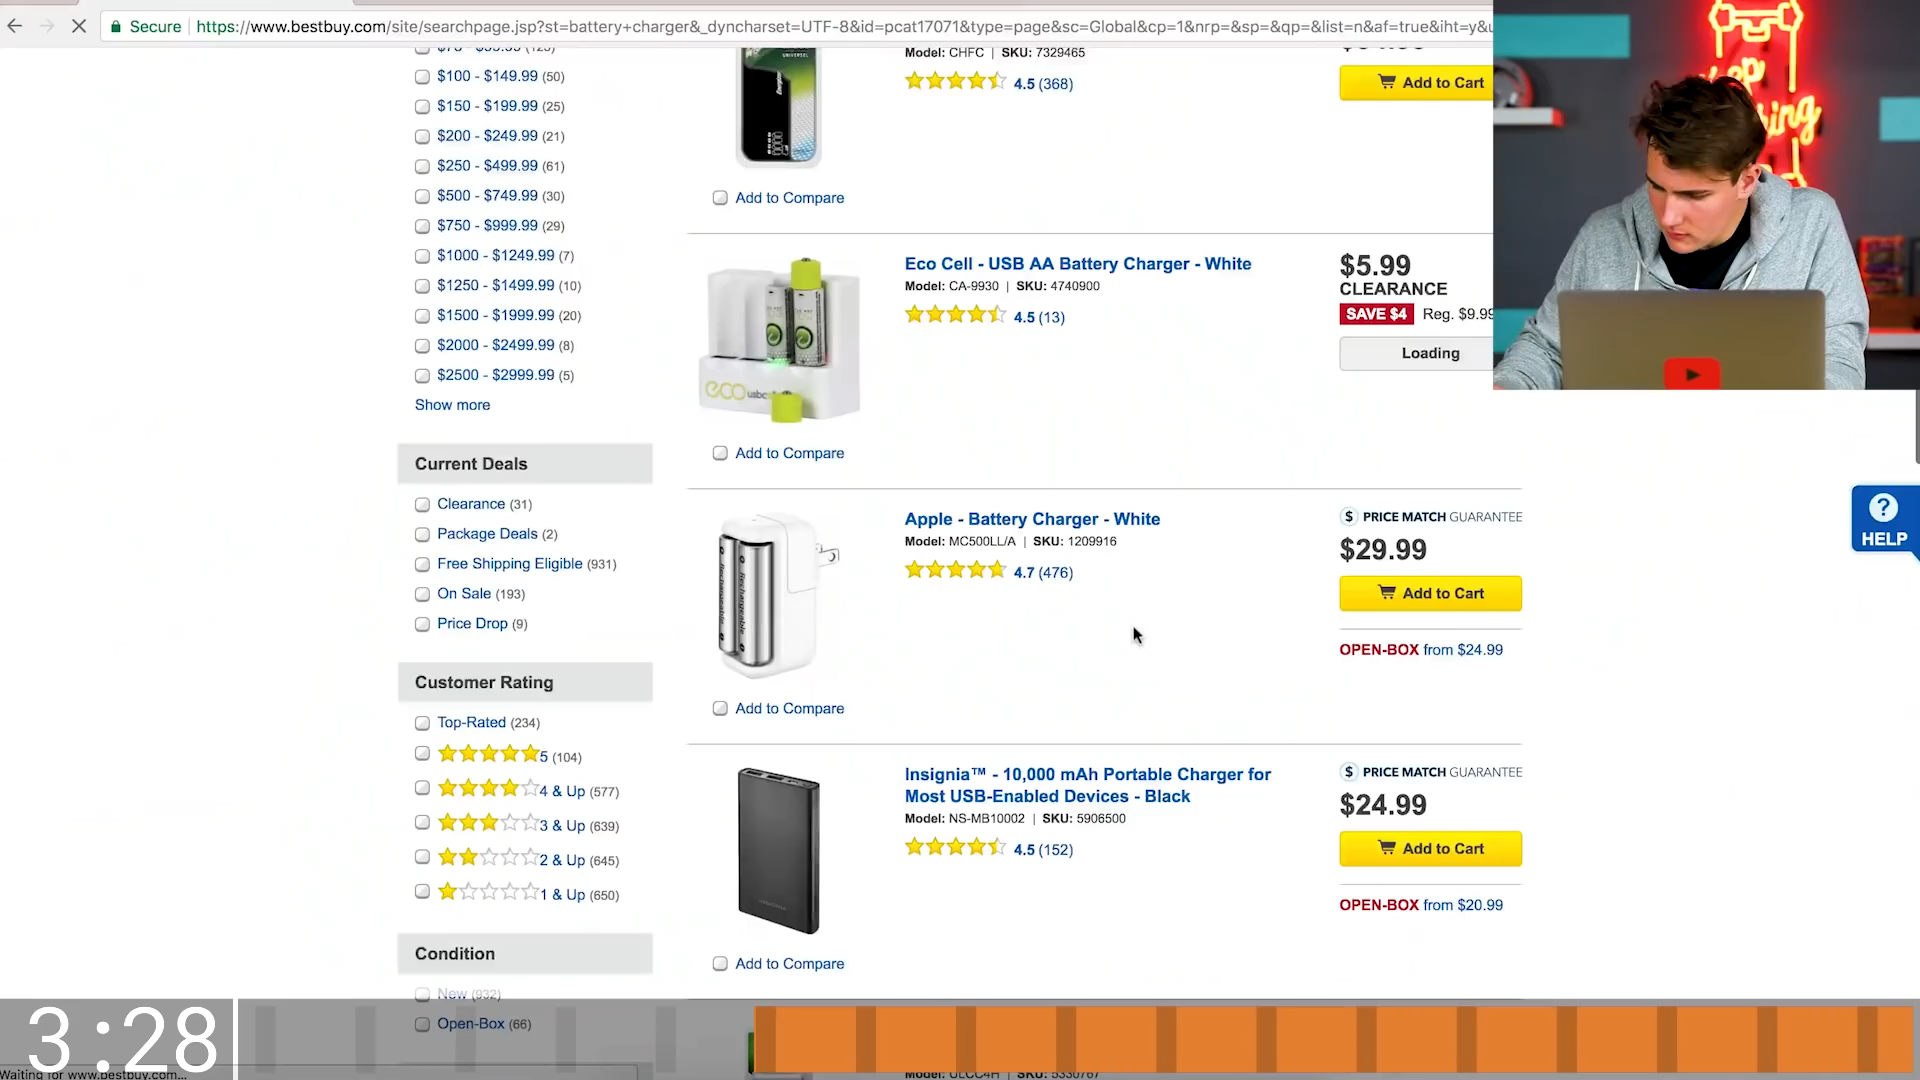 Secure https://www.bestbuy.com/site/searchpage.jsp?st=battery+charger&_dyncharset=UTF-8&id=pcat17071&type=page&sc=Global&cp=1&nrp=&sp=&qp=&list=n&af=true&iht=y&u
$100 - $149.99 (50)
$150 - $199.99 (25)
$200 - $249.99 (21)
$250 - $499.99 (61)
$500 - $749.99 (30)
$750 - $999.99 (29)
$1000 - $1249.99 (7)
$1250 - $1499.99 (10)
$1500 - $1999.99 (20)
$2000 - $2499.99 (8)
$2500 - $2999.99 (5)
Show more
Current Deals
Clearance (31)
Package Deals (2)
Free Shipping Eligible (931)
On Sale (193)
Price Drop (9)
Customer Rating
Top-Rated (234)
5 (104)
4 & Up (577)
3 & Up (639)
2 & Up (645)
1 & Up (650)
Condition
New (932)
Open-Box (66)
Model: CHFC | SKU: 7329465
4.5 (368)
Add to Cart
Add to Compare
Eco Cell - USB AA Battery Charger - White
Model: CA-9930 | SKU: 4740900
4.5 (13)
$5.99
CLEARANCE
SAVE $4 Reg. $9.99
Loading
eco
Add to Compare
Apple - Battery Charger - White
Model: MC500LL/A | SKU: 1209916
4.7 (476)
PRICE MATCH GUARANTEE
$29.99
Add to Cart
OPEN-BOX from $24.99
Rechargeable
Rechargeable
Add to Compare
Insignia™ - 10,000 mAh Portable Charger for
Most USB-Enabled Devices - Black
Model: NS-MB10002 | SKU: 5906500
4.5 (152)
PRICE MATCH GUARANTEE
$24.99
Add to Cart
OPEN-BOX from $20.99
Add to Compare
Model: ULCC4H | SKU: 5330767
?
HELP
3:28
Waiting for www.bestbuy.com...